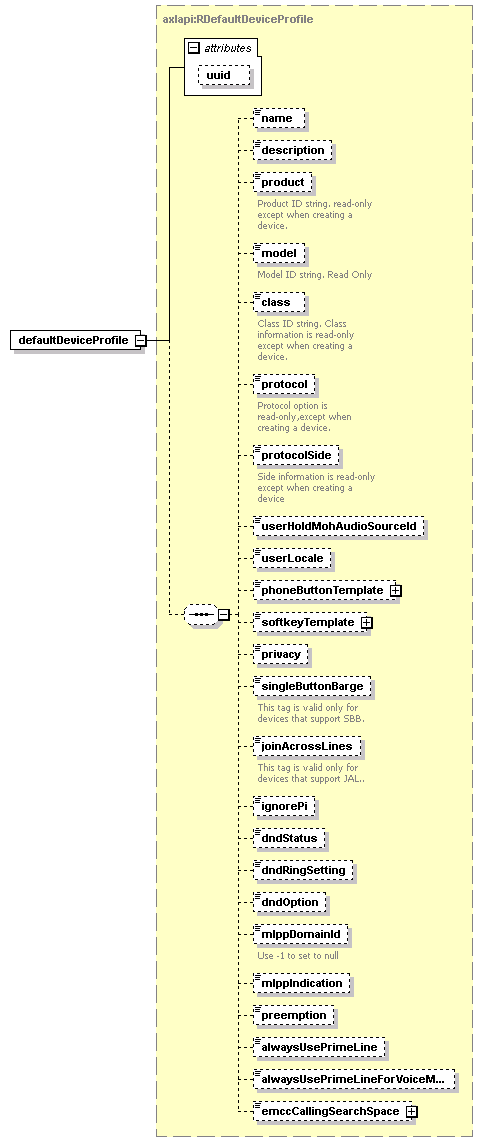 axlapi:RDefaultDeviceProfile
attributes
uuid
name
description
product
Product ID string. read-only
except when creating a
device.
model
Model ID string. Read Only
class
Class ID string. Class
information is read-only
except when creating a
device.
defaultDeviceProfile
protocol
Protocol option is
read-only,except when
creating a device.
protocolSide
Side information is read-only
except when creating a
device
userHoldMohAudioSourceId
userLocale
phoneButtonTemplate
softkeyTemplate
privacy
singleButtonBarge
This tag is valid only for
devices that support SBB.
joinAcrossLines
This tag is valid only for
devices that support JAL..
ignorePi
dndStatus
dndRingSetting
dndOption
mlppDomainId
Use -1 to set to null
mlppIndication
preemption
alwaysUsePrimeLine
alwaysUsePrimeLineForVoiceM...
emccCallingSearchSpace